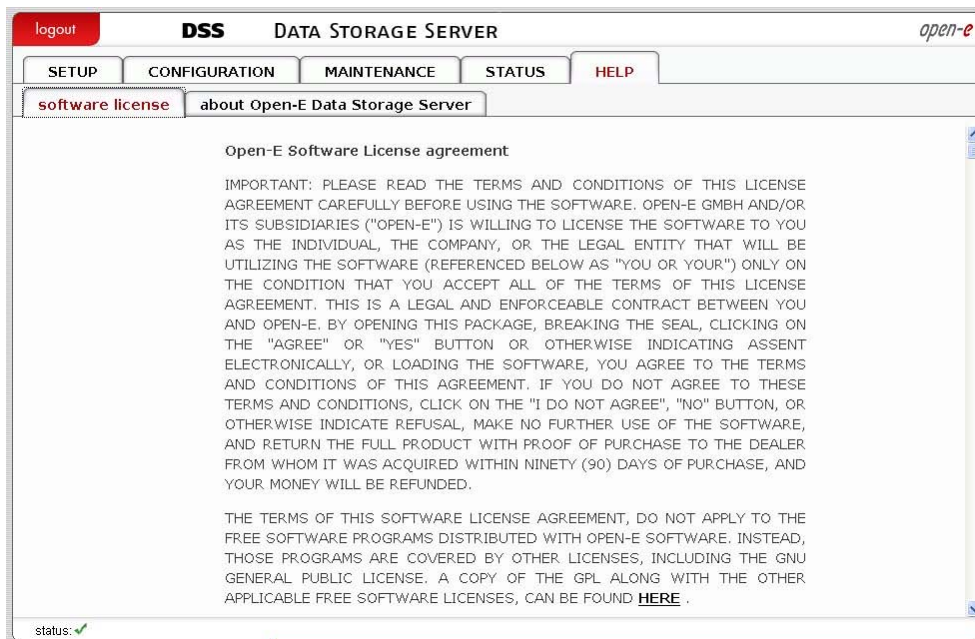 logout
DSS DATA STORAGE SERVER
open-e
SETUP CONFIGURATION MAINTENANCE STATUS HELP
software license about Open-E Data Storage Server
Open-E Software License agreement
IMPORTANT: PLEASE READ THE TERMS AND CONDITIONS OF THIS LICENSE
AGREEMENT CAREFULLY BEFORE USING THE SOFTWARE. OPEN-E GMBH AND/OR
ITS SUBSIDIARIES ("OPEN-E") IS WILLING TO LICENSE THE SOFTWARE TO YOU
AS THE INDIVIDUAL, THE COMPANY, OR THE LEGAL ENTITY THAT WILL BE
UTILIZING THE SOFTWARE (REFERENCED BELOW AS "YOU OR YOUR") ONLY ON
THE CONDITION THAT YOU ACCEPT ALL OF THE TERMS OF THIS LICENSE
AGREEMENT. THIS IS A LEGAL AND ENFORCEABLE CONTRACT BETWEEN YOU
AND OPEN-E. BY OPENING THIS PACKAGE, BREAKING THE SEAL, CLICKING ON
THE "AGREE" OR "YES" BUTTON OR OTHERWISE INDICATING ASSENT
ELECTRONICALLY, OR LOADING THE SOFTWARE, YOU AGREE TO THE TERMS
AND CONDITIONS OF THIS AGREEMENT. IF YOU DO NOT AGREE TO THESE
TERMS AND CONDITIONS, CLICK ON THE "I DO NOT AGREE", "NO" BUTTON, OR
OTHERWISE INDICATE REFUSAL, MAKE NO FURTHER USE OF THE SOFTWARE,
AND RETURN THE FULL PRODUCT WITH PROOF OF PURCHASE TO THE DEALER
FROM WHOM IT WAS ACQUIRED WITHIN NINETY (90) DAYS OF PURCHASE, AND
YOUR MONEY WILL BE REFUNDED.
THE TERMS OF THIS SOFTWARE LICENSE AGREEMENT, DO NOT APPLY TO THE
FREE SOFTWARE PROGRAMS DISTRIBUTED WITH OPEN-E SOFTWARE. INSTEAD,
THOSE PROGRAMS ARE COVERED BY OTHER LICENSES, INCLUDING THE GNU
GENERAL PUBLIC LICENSE. A COPY OF THE GPL ALONG WITH THE OTHER
APPLICABLE FREE SOFTWARE LICENSES, CAN BE FOUND HERE .
status: